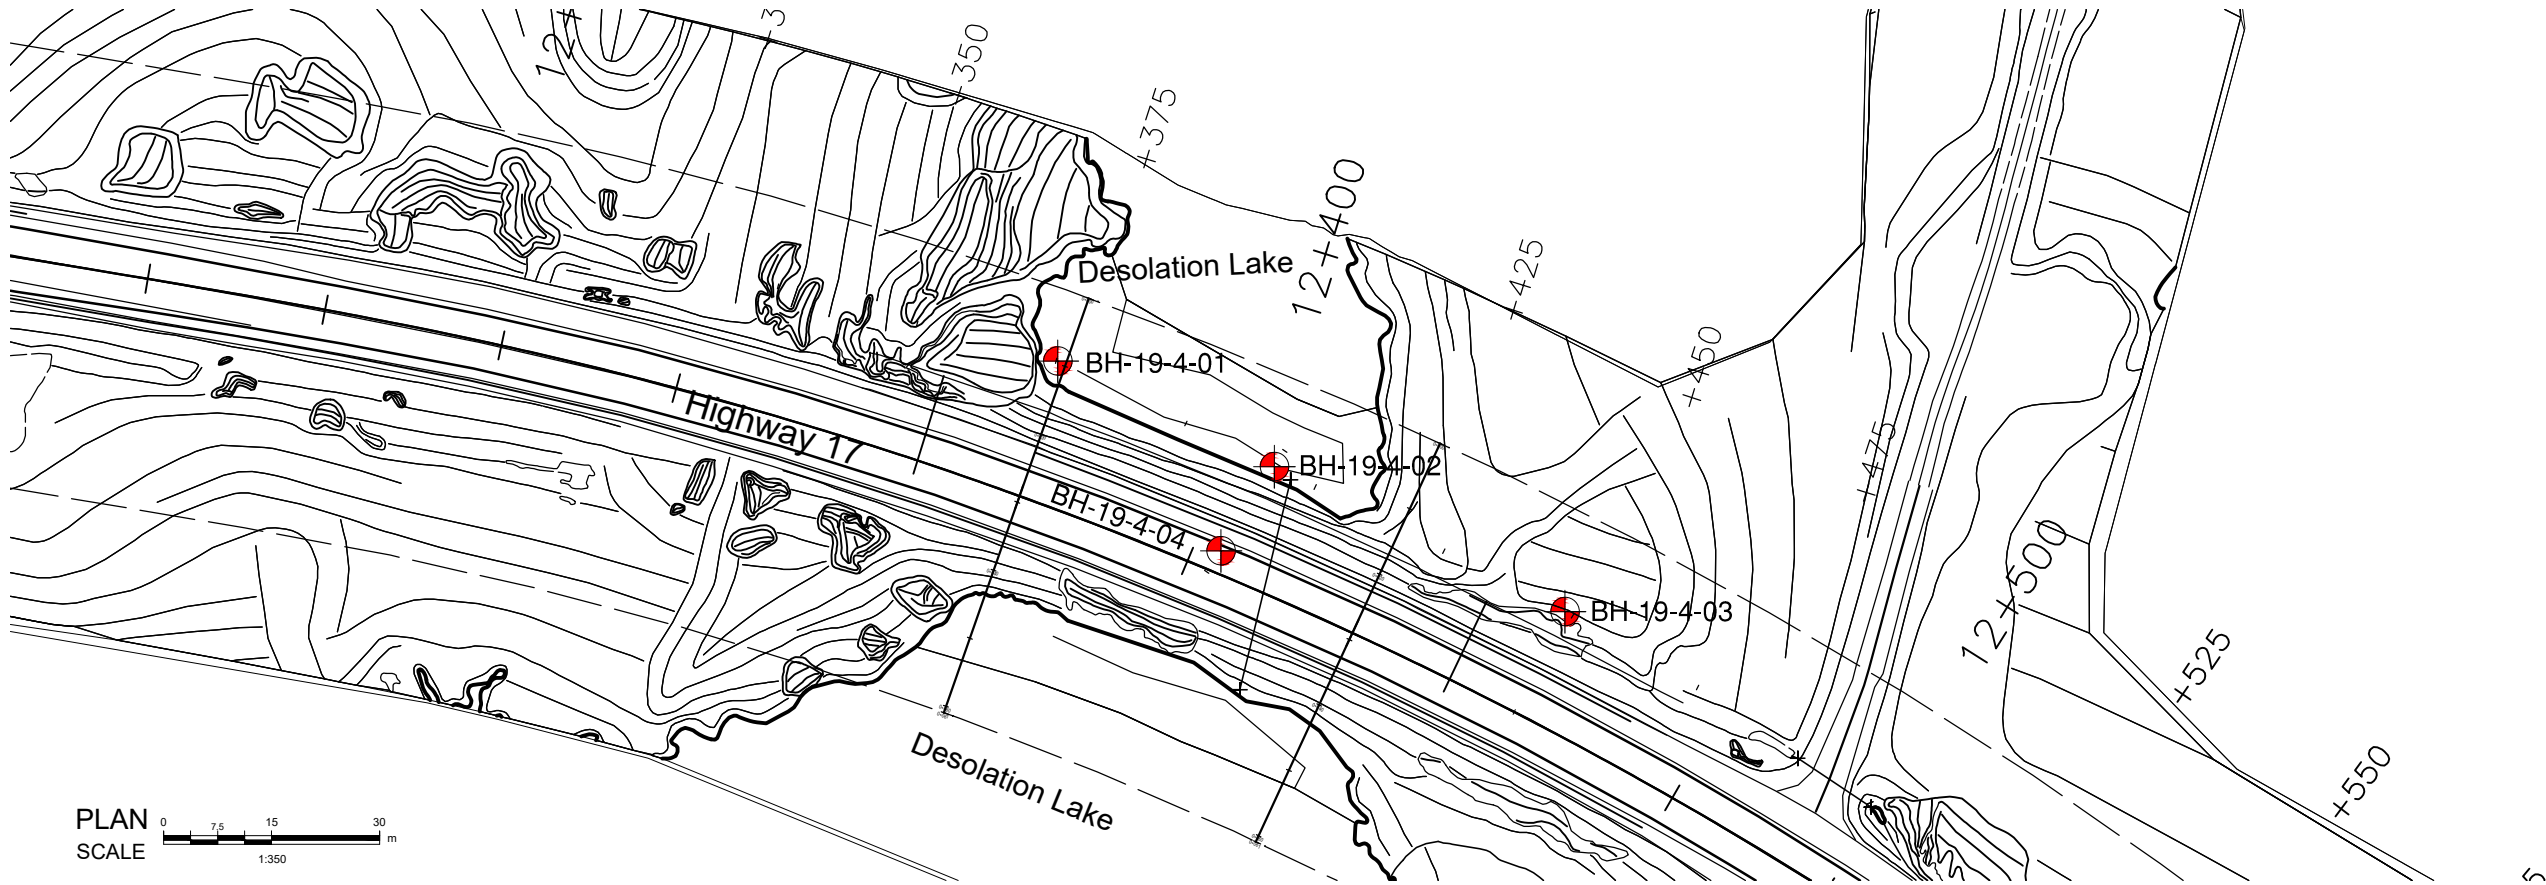 350
+375
12+400
+425
+450
+475
12+500
+525
+550
Desolation Lake
BH-19-4-01
BH-19-4-02
Highway 17
BH-19-4-04
BH-19-4-03
Desolation Lake
PLAN
SCALE
0 7.5 15 30 m
1:350